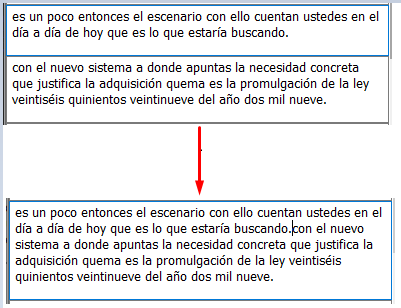 es un poco entonces el escenario con ello cuentan ustedes en el
día a día de hoy que es lo que estaría buscando.
con el nuevo sistema a donde apuntas la necesidad concreta
que justifica la adquisición quema es la promulgación de la ley
veintiséis quinientos veintinueve del año dos mil nueve.
es un poco entonces el escenario con ello cuentan ustedes en el
día a día de hoy que es lo que estaría buscando.con el nuevo
sistema a donde apuntas la necesidad concreta que justifica la
adquisición quema es la promulgación de la ley veintiséis
quinientos veintinueve del año dos mil nueve.